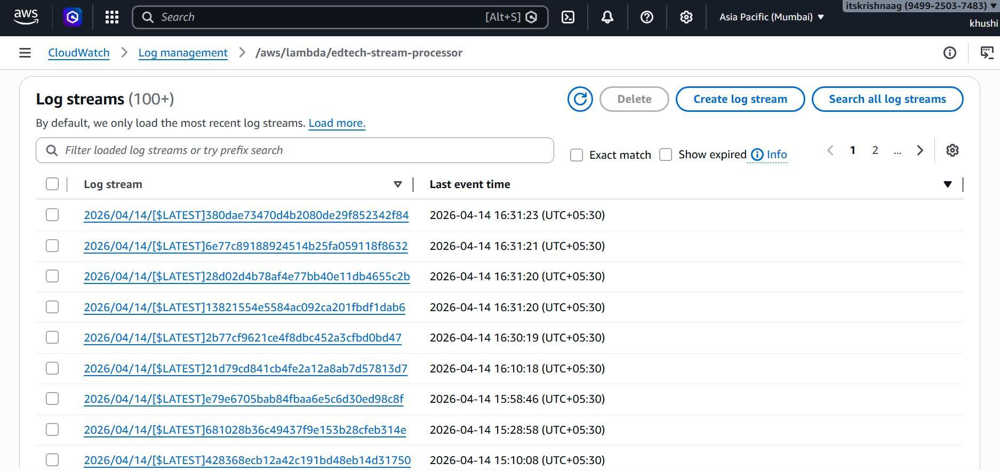 aws
Search [Alt+S]
Asia Pacific (Mumbai) ▼
itskrishnaag (9499-2503-7483) ▼
khushi
CloudWatch > Log management > /aws/lambda/edtech-stream-processor
Log streams (100+)
Delete
Create log stream
Search all log streams
By default, we only load the most recent log streams. Load more.
Filter loaded log streams or try prefix search
Exact match
Show expired
Info
1 2 ...
Log stream Last event time
2026/04/14/[$LATEST]380dae73470d4b2080de29f852342f84 2026-04-14 16:31:23 (UTC+05:30)
2026/04/14/[$LATEST]6e77c89188924514b25fa059118f8632 2026-04-14 16:31:21 (UTC+05:30)
2026/04/14/[$LATEST]28d02d4b78af4e77bb40e11db4655c2b 2026-04-14 16:31:20 (UTC+05:30)
2026/04/14/[$LATEST]13821554e5584ac092ca201fbdf1dab6 2026-04-14 16:31:20 (UTC+05:30)
2026/04/14/[$LATEST]2b77cf9621ce4f8dbc452a3cfbd0bd47 2026-04-14 16:30:19 (UTC+05:30)
2026/04/14/[$LATEST]21d79cd841cb4fe2a12a8ab7d57813d7 2026-04-14 16:10:18 (UTC+05:30)
2026/04/14/[$LATEST]e79e6705bab84fbaa6e5c6d30ed98c8f 2026-04-14 15:58:46 (UTC+05:30)
2026/04/14/[$LATEST]681028b36c49437f9e153b28cfeb314e 2026-04-14 15:28:58 (UTC+05:30)
2026/04/14/[$LATEST]428368ecb12a42c191bd48eb14d31750 2026-04-14 15:10:08 (UTC+05:30)